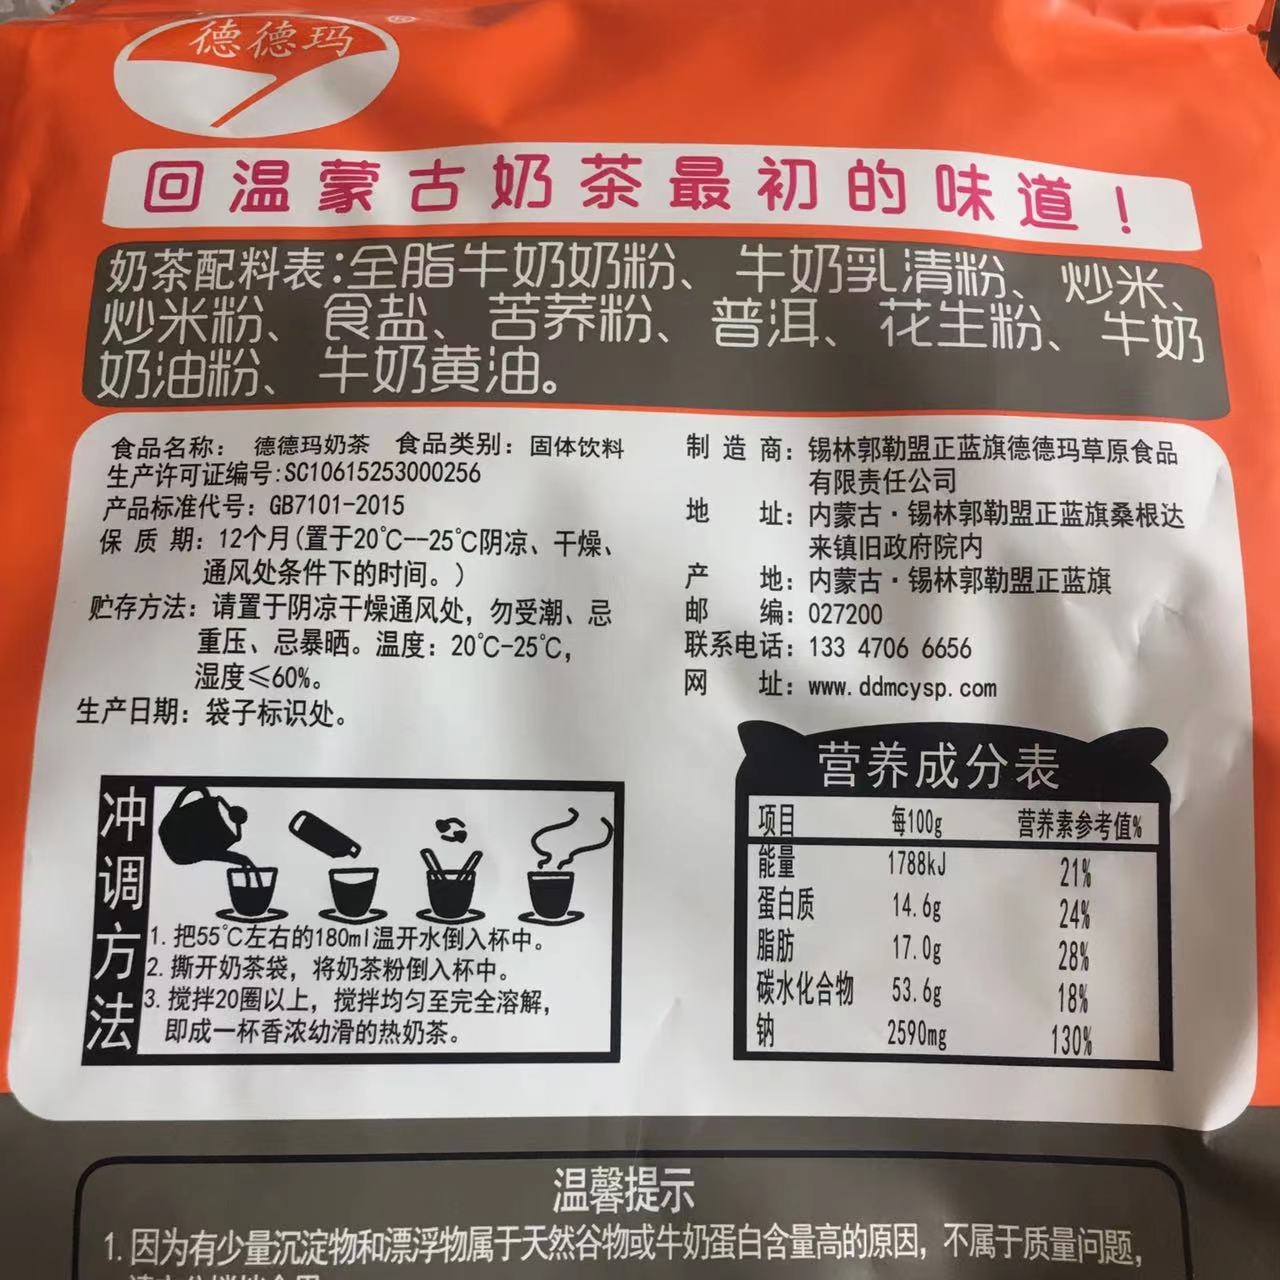 德德玛
®
回温蒙古奶茶最初的味道！
奶茶配料表:全脂牛奶奶粉、牛奶乳清粉、炒米、
炒米粉、食盐、苦荞粉、普洱、花生粉、牛奶
奶油粉、牛奶黄油。
食品名称：德德玛奶茶 食品类别：固体饮料
生产许可证编号:SC10615253000256
产品标准代号：GB7101-2015
保质期：12个月(置于20℃--25℃阴凉、干燥、
通风处条件下的时间。)
贮存方法：请置于阴凉干燥通风处，勿受潮、忌
重压、忌暴晒。温度：20℃-25℃，
湿度≤60%。
生产日期：袋子标识处。
制造商：锡林郭勒盟正蓝旗德德玛草原食品
有限责任公司
地址：内蒙古·锡林郭勒盟正蓝旗桑根达
来镇旧政府院内
产地：内蒙古·锡林郭勒盟正蓝旗
邮编：027200
联系电话：133 4706 6656
网址：www.ddmcysp.com
冲调方法
1. 把55℃左右的180ml温开水倒入杯中。
2. 撕开奶茶袋，将奶茶粉倒入杯中。
3. 搅拌20圈以上，搅拌均匀至完全溶解，
即成一杯香浓幼滑的热奶茶。
营养成分表
项目 每100g 营养素参考值%
能量 1788kJ 21%
蛋白质 14.6g 24%
脂肪 17.0g 28%
碳水化合物 53.6g 18%
钠 2590mg 130%
温馨提示
1. 因为有少量沉淀物和漂浮物属于天然谷物或牛奶蛋白含量高的原因，不属于质量问题，